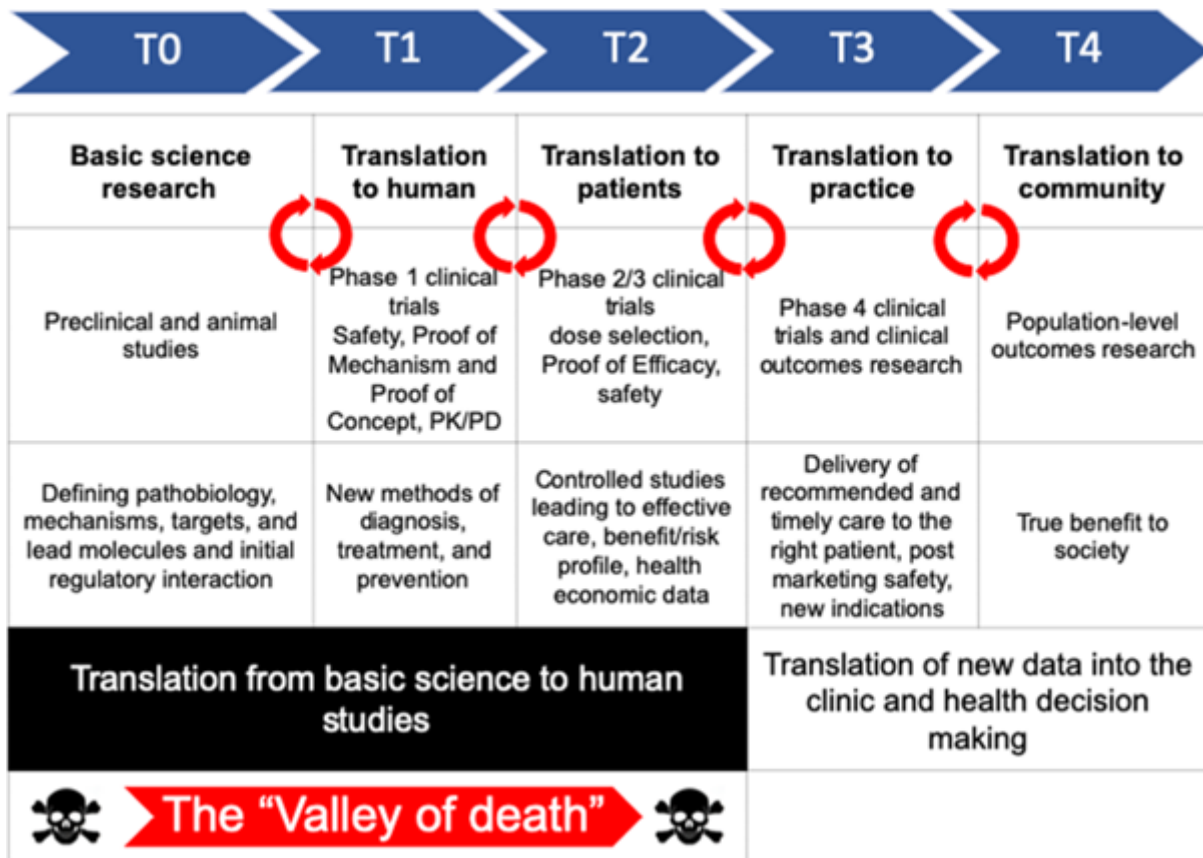 T0
T1
T2
T3
T4
Basic science
research
Translation
to human
Translation to
patients
Translation to
practice
Translation to
community
Preclinical and animal
studies
Phase 1 clinical
trials
Safety, Proof of
Mechanism and
Proof of
Concept, PK/PD
Phase 2/3 clinical
trials
dose selection,
Proof of Efficacy,
safety
Phase 4 clinical
trials and clinical
outcomes research
Population-level
outcomes research
Defining pathobiology,
mechanisms, targets, and
lead molecules and initial
regulatory interaction
New methods of
diagnosis,
treatment, and
prevention
Controlled studies
leading to effective
care, benefit/risk
profile, health
economic data
Delivery of
recommended and
timely care to the
right patient, post
marketing safety,
new indications
True benefit to
society
Translation from basic science to human
studies
Translation of new data into the
clinic and health decision
making
The “Valley of death”